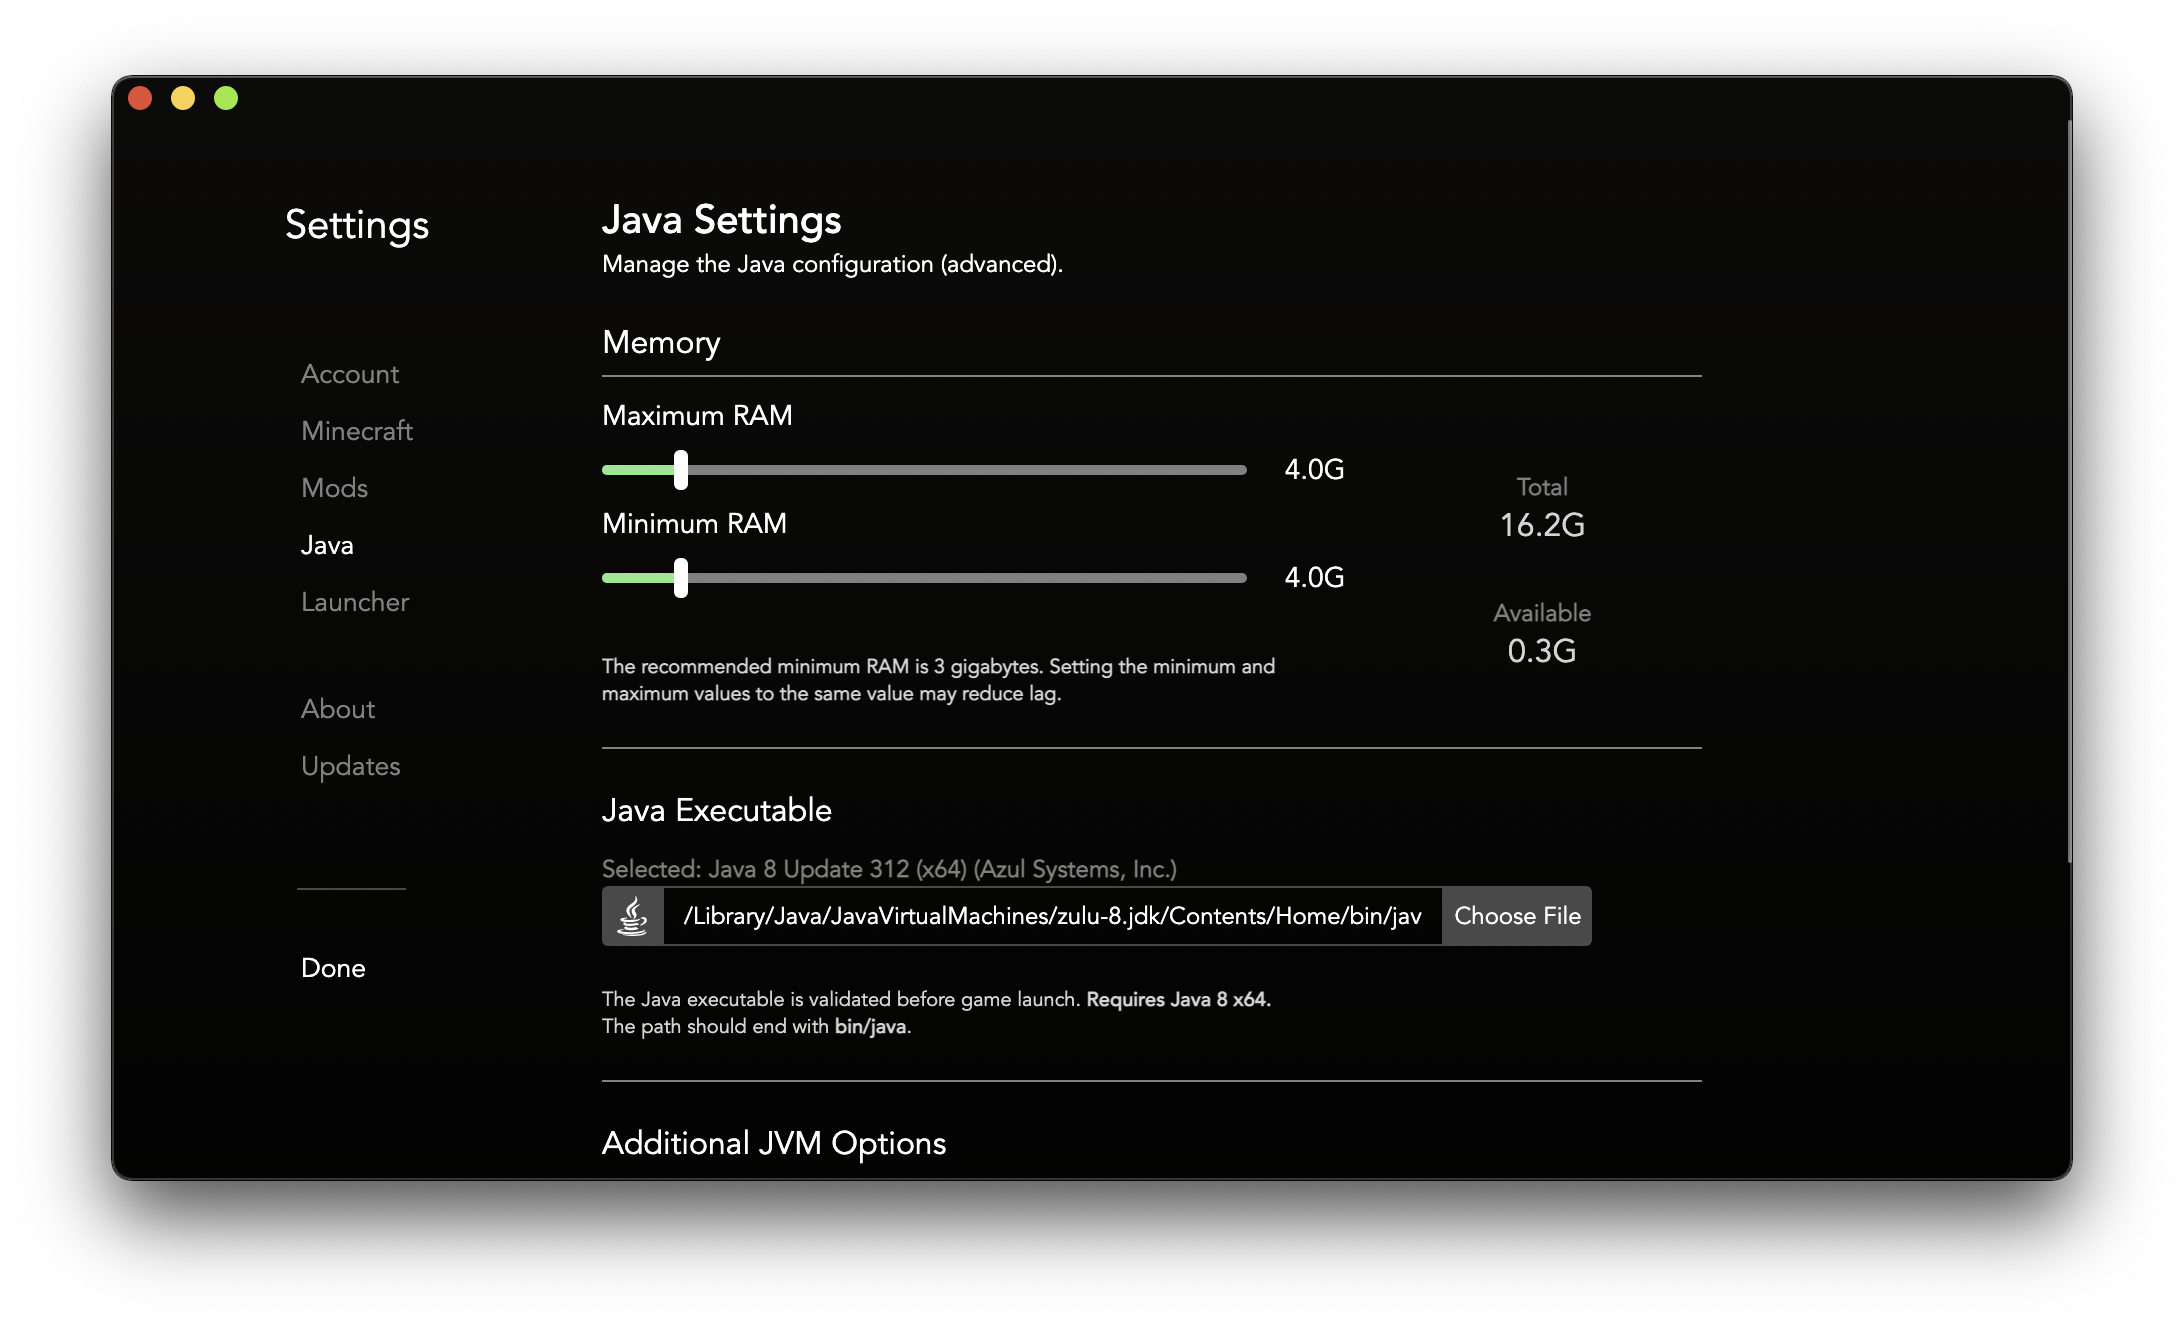 Settings
Account
Minecraft
Mods
Java
Launcher
About
Updates
Done
Java Settings
Manage the Java configuration (advanced).
Memory
Maximum RAM
4.0G
Minimum RAM
4.0G
Total
16.2G
Available
0.3G
The recommended minimum RAM is 3 gigabytes. Setting the minimum and
maximum values to the same value may reduce lag.
Java Executable
Selected: Java 8 Update 312 (x64) (Azul Systems, Inc.)
/Library/Java/JavaVirtualMachines/zulu-8.jdk/Contents/Home/bin/jav
Choose File
The Java executable is validated before game launch. Requires Java 8 x64.
The path should end with bin/java.
Additional JVM Options